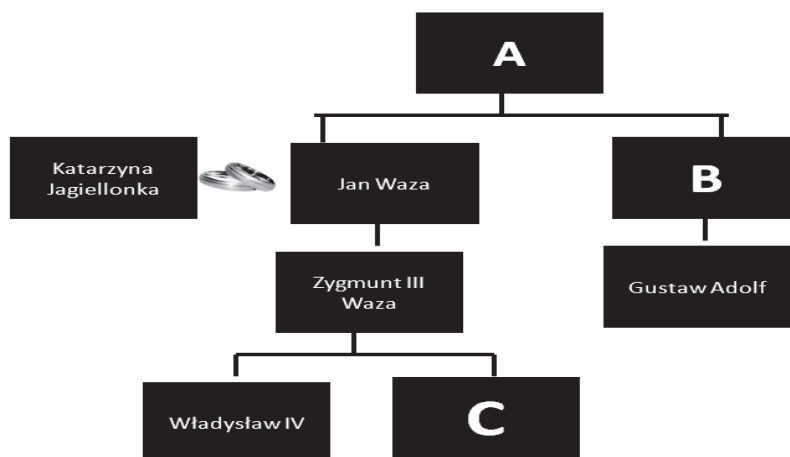 A
Katarzyna
Jagiellonka
Jan Waza
B
Zygmunt III
Waza
Gustaw Adolf
Władysław IV
C